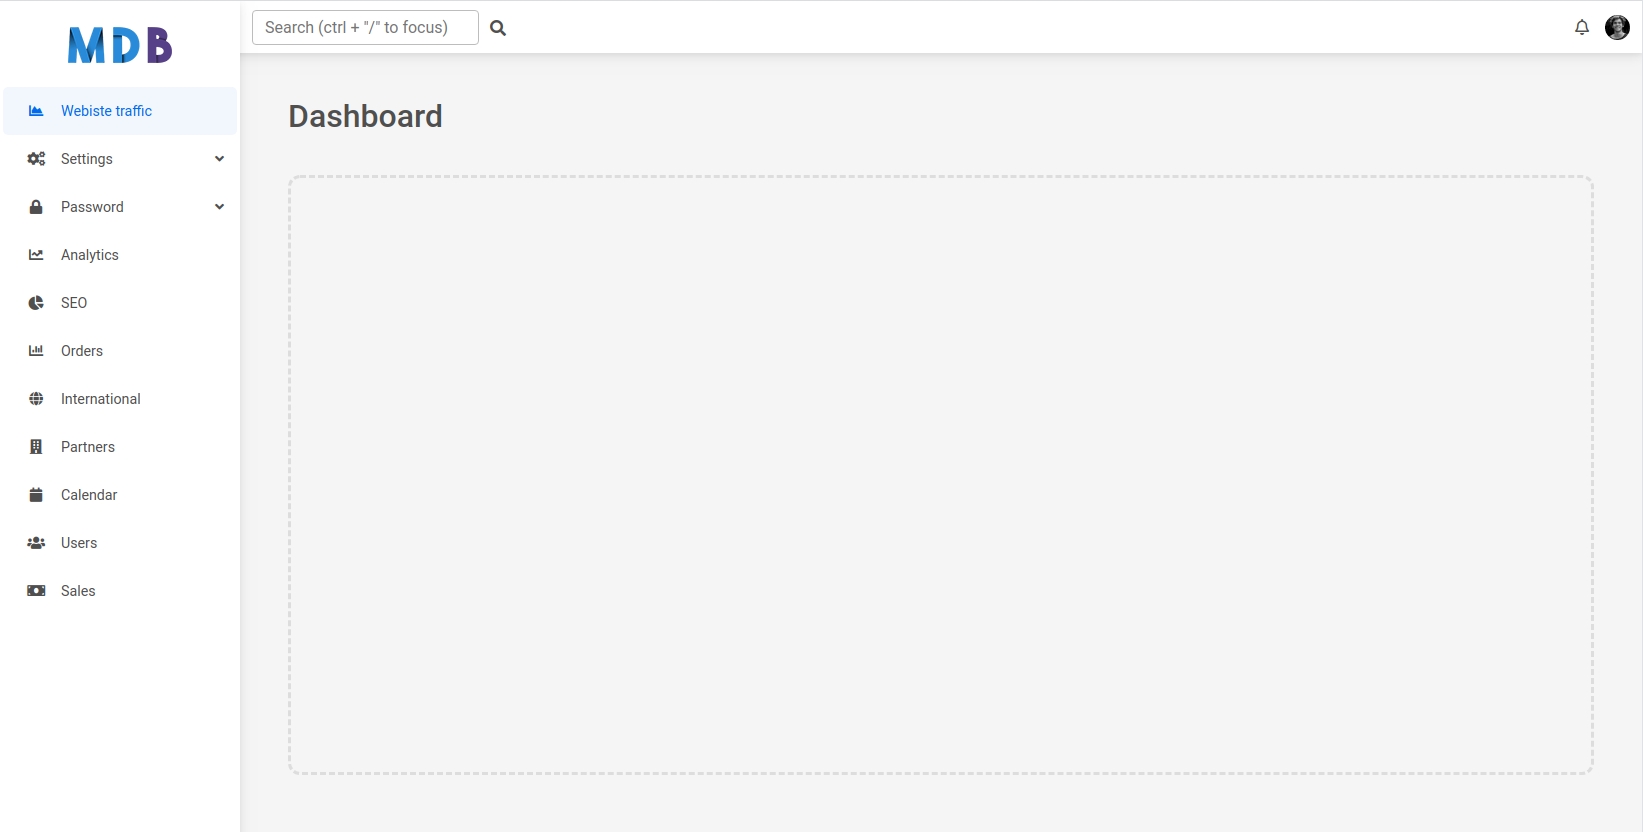 MDB
Search (ctrl + "/" to focus)
Webiste traffic
Settings
Password
Analytics
SEO
Orders
International
Partners
Calendar
Users
Sales
Dashboard